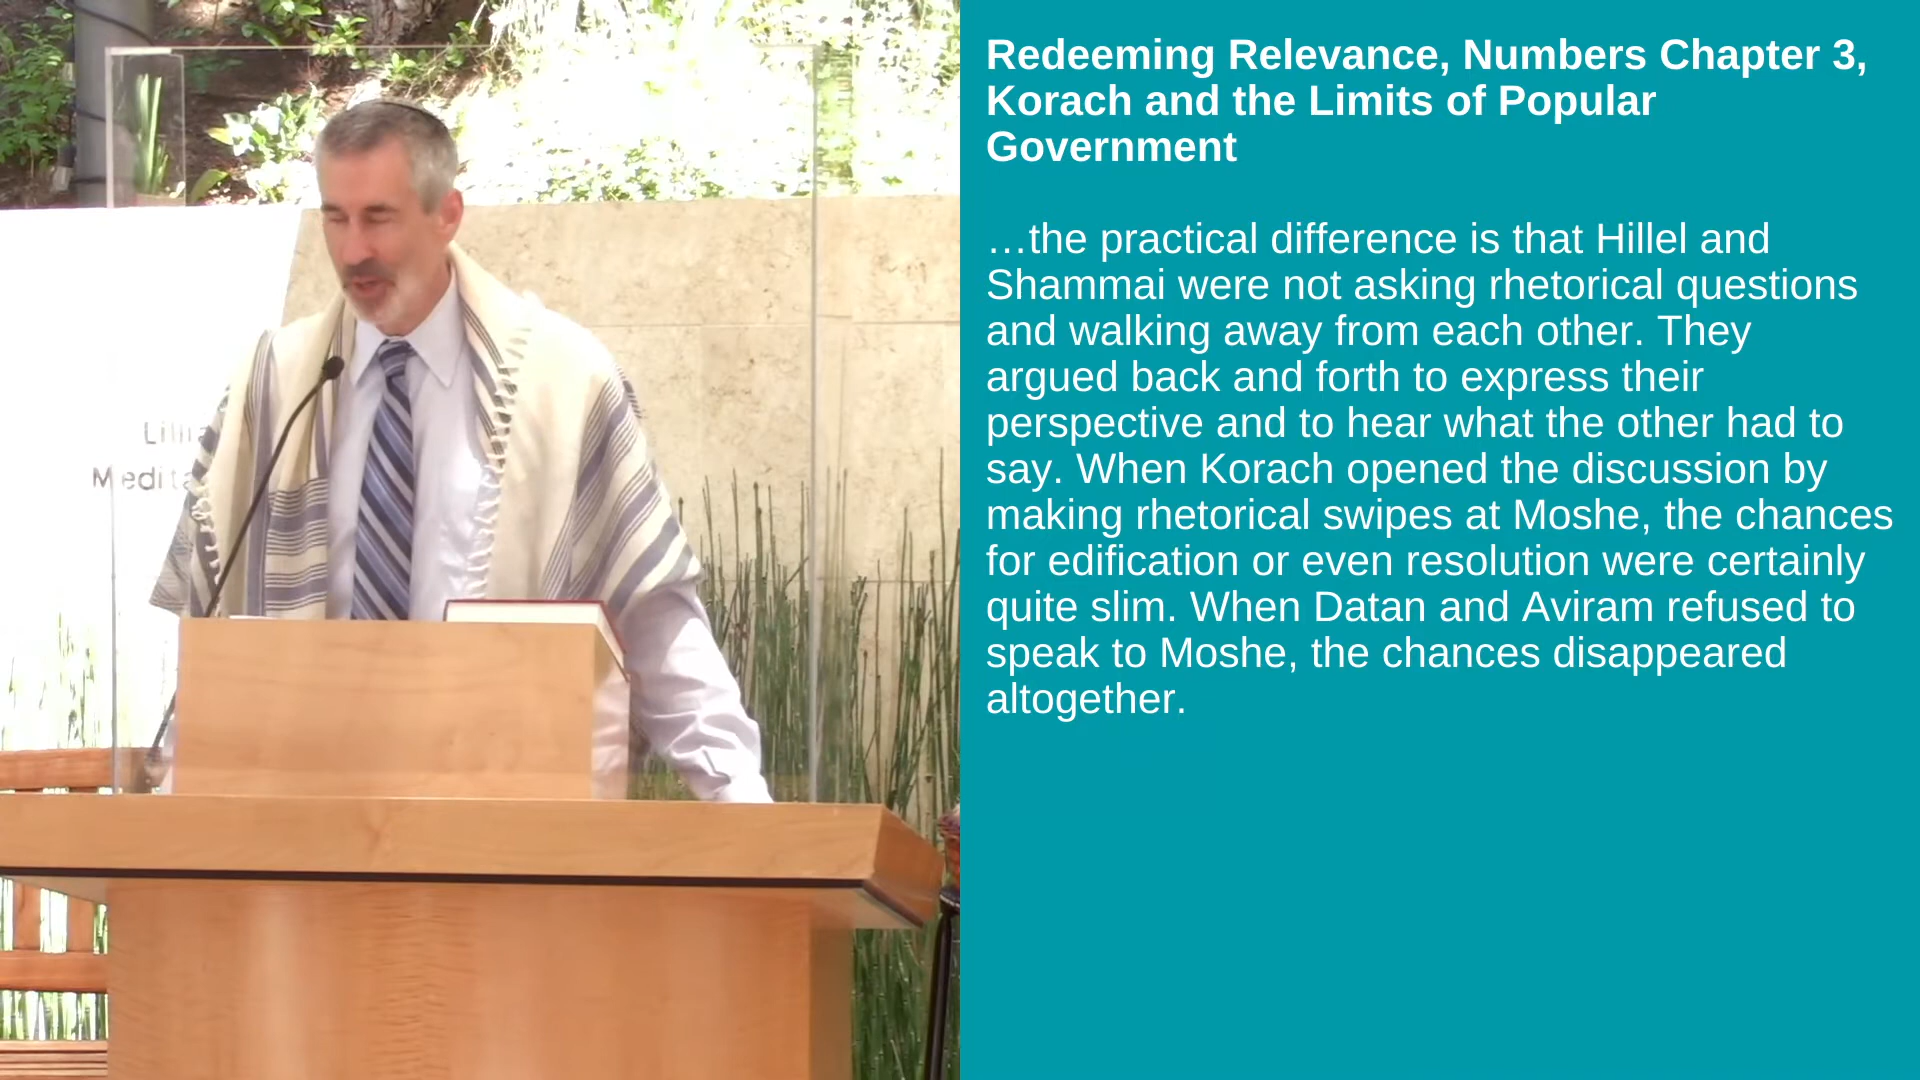 Redeeming Relevance, Numbers Chapter 3,
Korach and the Limits of Popular
Government
…the practical difference is that Hillel and
Shammai were not asking rhetorical questions
and walking away from each other. They
argued back and forth to express their
perspective and to hear what the other had to
say. When Korach opened the discussion by
making rhetorical swipes at Moshe, the chances
for edification or even resolution were certainly
quite slim. When Datan and Aviram refused to
speak to Moshe, the chances disappeared
altogether.